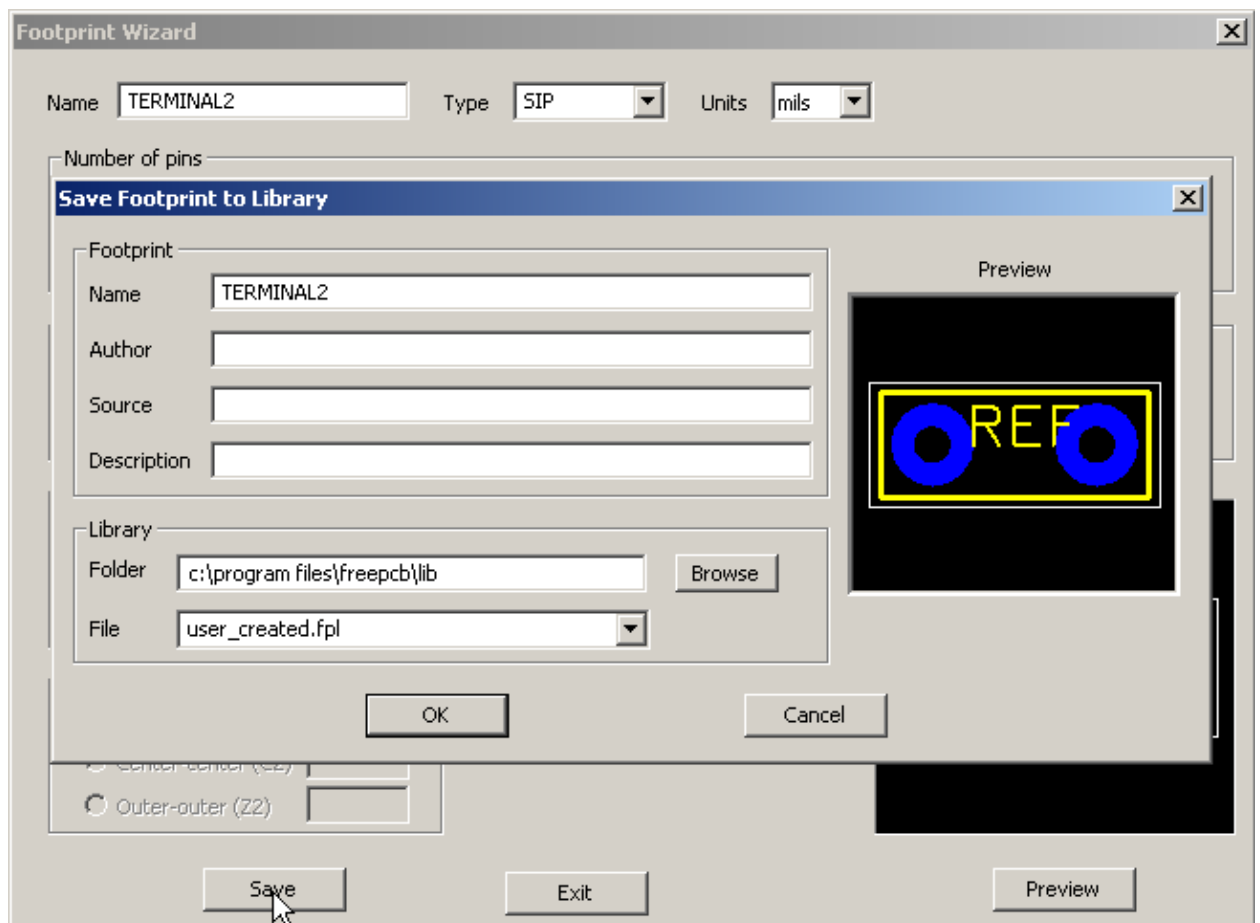 Footprint Wizard
Name TERMINAL2 Type SIP Units mils
Number of pins
Save Footprint to Library
Footprint
Preview
Name TERMINAL2
Author
Source
Description
REF
Library
Folder c:\program files\freepcb\lib Browse
File user_created.fpl
OK Cancel
Center-center (C2)
Outer-outer (Z2)
Save Exit Preview